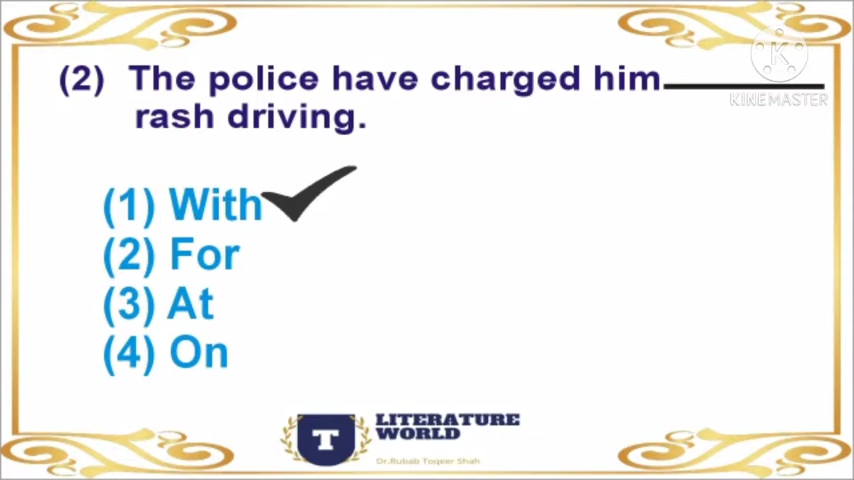 (2) The police have charged him
rash driving.
K
KINEMASTER
(1) With
(2) For
(3) At
(4) On
T
LITERATURE
WORLD
Dr.Rubab Toqeer Shah